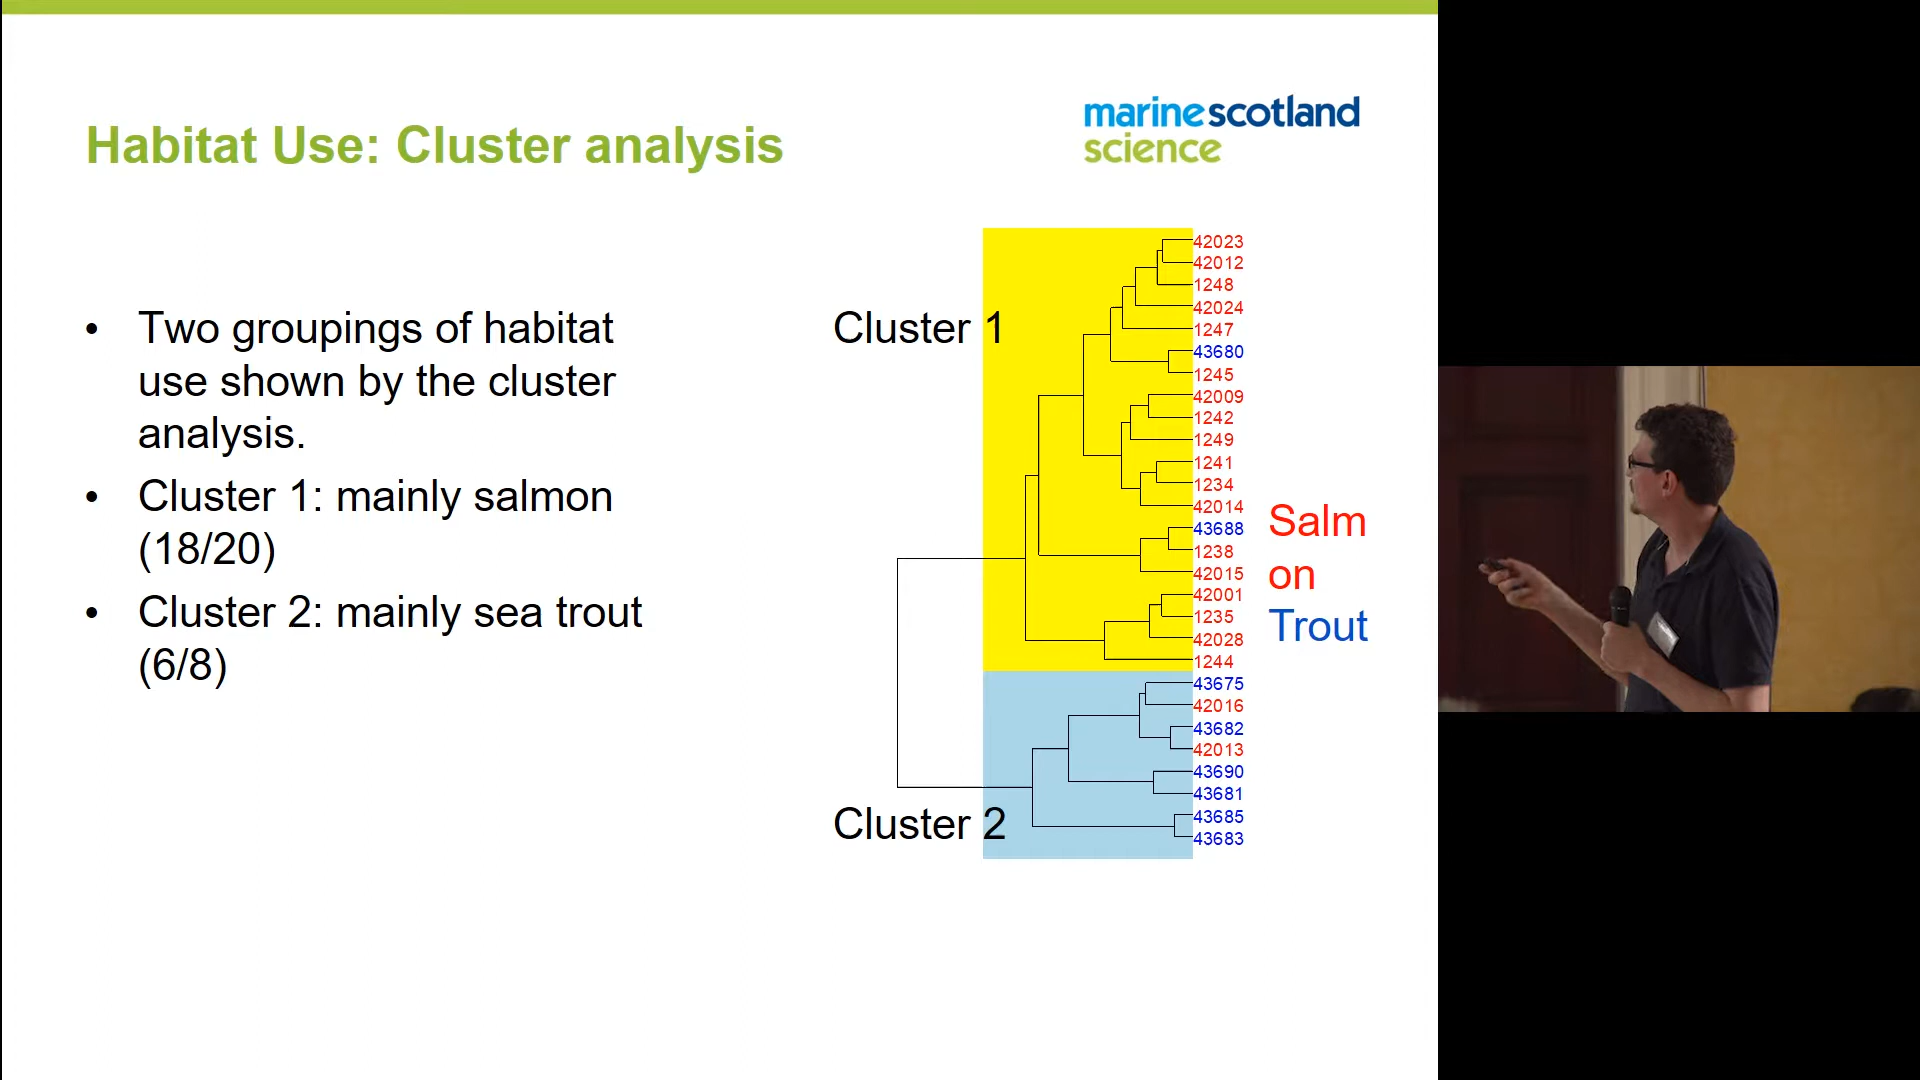 Habitat Use: Cluster analysis
marinescotland
science
• Two groupings of habitat
use shown by the cluster
analysis.
• Cluster 1: mainly salmon
(18/20)
• Cluster 2: mainly sea trout
(6/8)
Cluster 1
42023
42012
1248
42024
1247
43680
1245
42009
1242
1249
1241
1234
42014
43688
1238
42015
42001
1235
42028
1244
43675
42016
43682
42013
43690
43681
43685
43683
Cluster 2
Salm
on
Trout